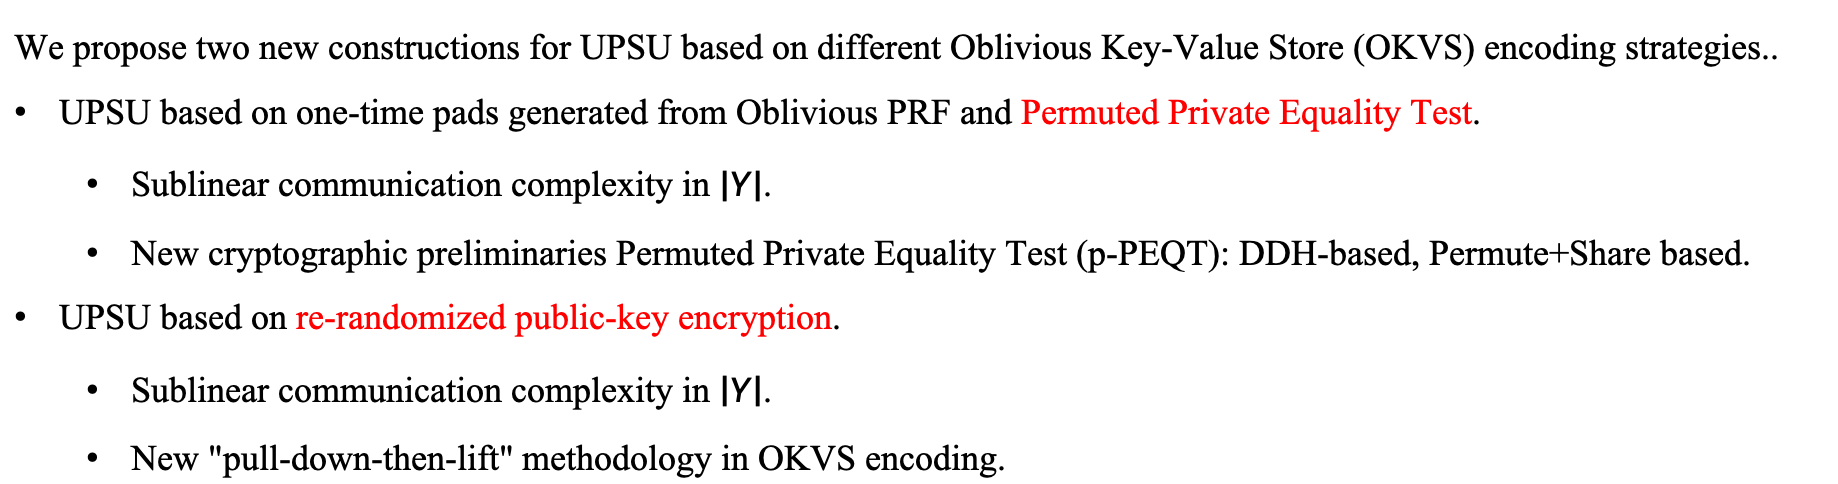 We propose two new constructions for UPSU based on different Oblivious Key-Value Store (OKVS) encoding strategies..
• UPSU based on one-time pads generated from Oblivious PRF and Permuted Private Equality Test.
• Sublinear communication complexity in |Y|.
• New cryptographic preliminaries Permuted Private Equality Test (p-PEQT): DDH-based, Permute+Share based.
• UPSU based on re-randomized public-key encryption.
• Sublinear communication complexity in |Y|.
• New "pull-down-then-lift" methodology in OKVS encoding.